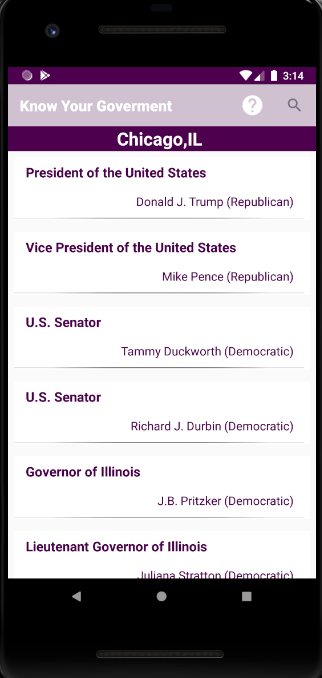 3:14
Know Your Goverment
?
Chicago,IL
President of the United States
Donald J. Trump (Republican)
Vice President of the United States
Mike Pence (Republican)
U.S. Senator
Tammy Duckworth (Democratic)
U.S. Senator
Richard J. Durbin (Democratic)
Governor of Illinois
J.B. Pritzker (Democratic)
Lieutenant Governor of Illinois
Juliana Stratton (Democratic)